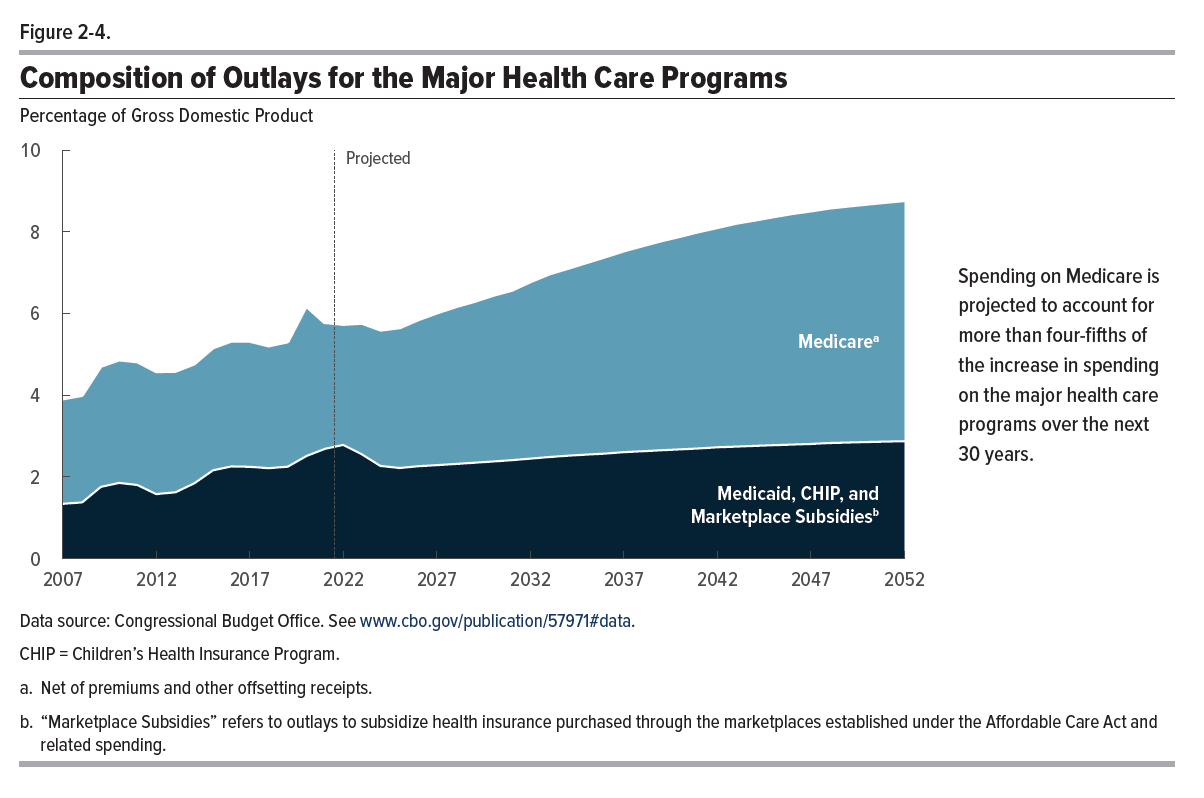 Figure 2-4.
Composition of Outlays for the Major Health Care Programs
Percentage of Gross Domestic Product
10
Projected
8
6
4
2
0
Medicareᵃ
Medicaid, CHIP, and
Marketplace Subsidiesᵇ
2007 2012 2017 2022 2027 2032 2037 2042 2047 2052
Spending on Medicare is
projected to account for
more than four-fifths of
the increase in spending
on the major health care
programs over the next
30 years.
Data source: Congressional Budget Office. See www.cbo.gov/publication/57971#data.
CHIP = Children’s Health Insurance Program.
a. Net of premiums and other offsetting receipts.
b. “Marketplace Subsidies” refers to outlays to subsidize health insurance purchased through the marketplaces established under the Affordable Care Act and
related spending.